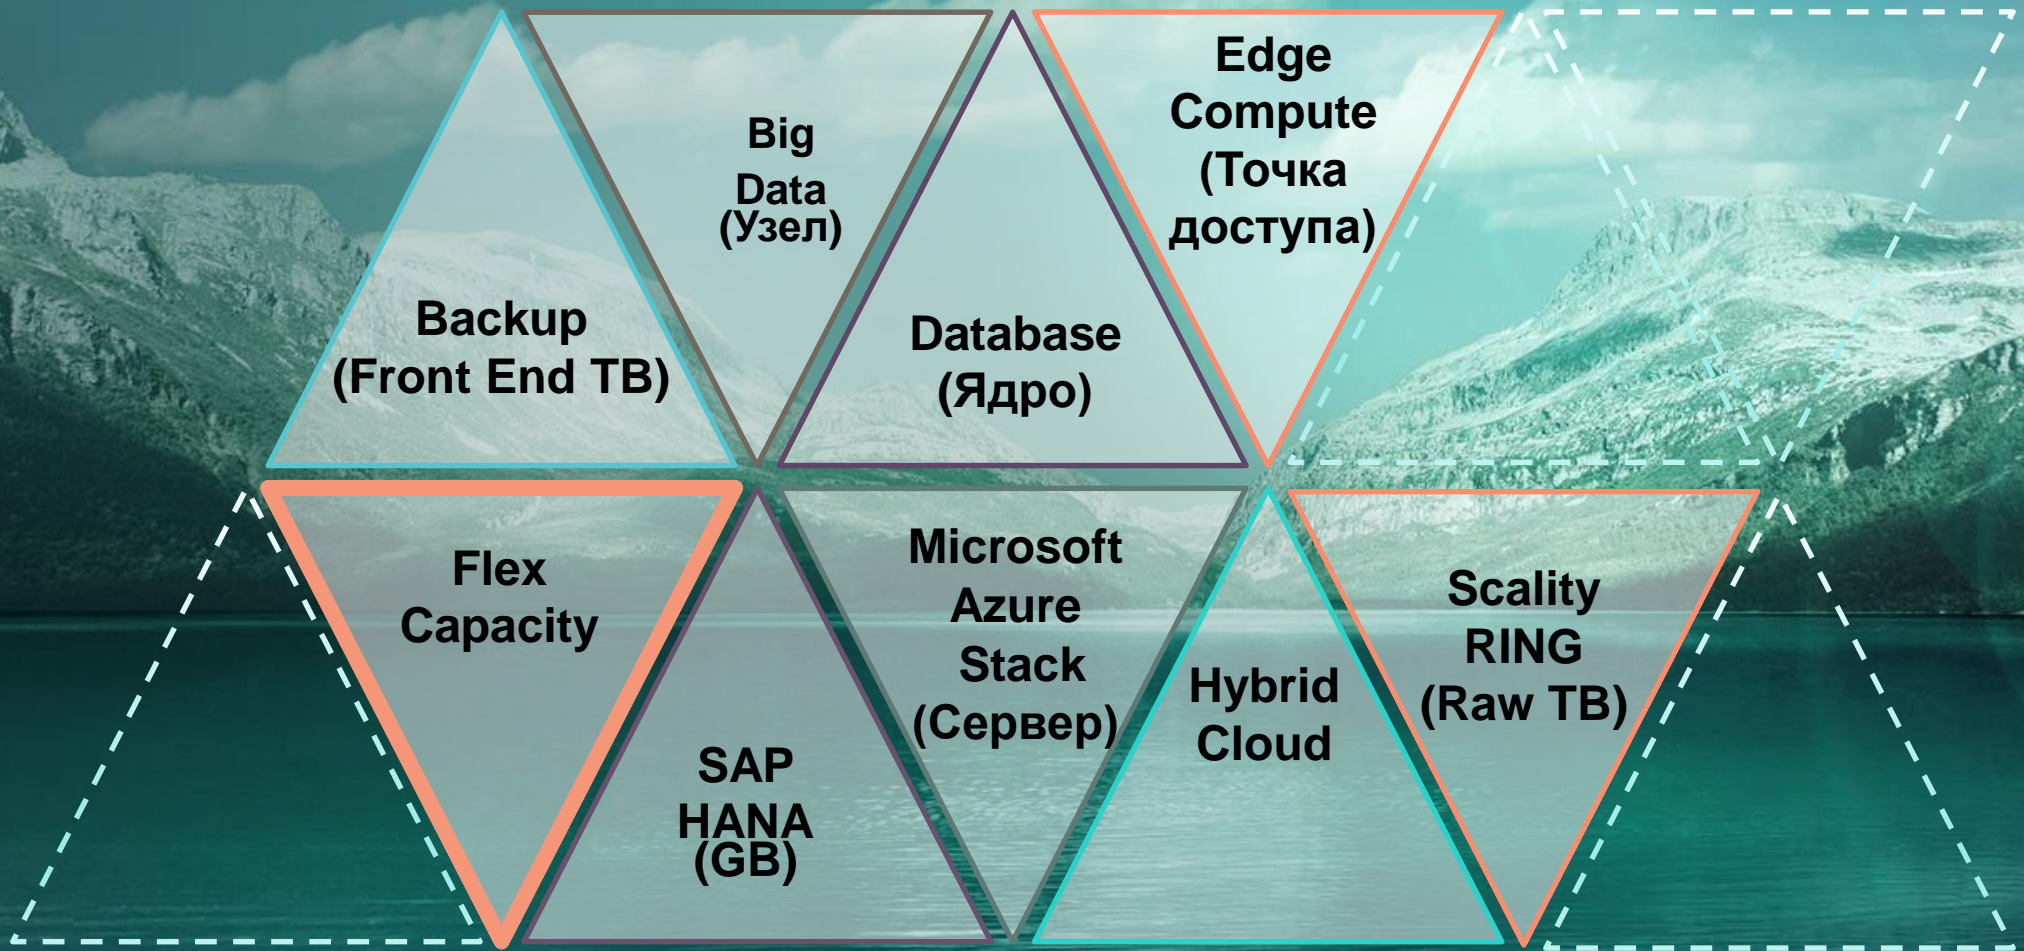 Backup
(Front End TB)
Big
Data
(Узел)
Database
(Ядро)
Edge
Compute
(Точка
доступа)
Flex
Capacity
SAP
HANA
(GB)
Microsoft
Azure
Stack
(Сервер)
Hybrid
Cloud
Scality
RING
(Raw TB)